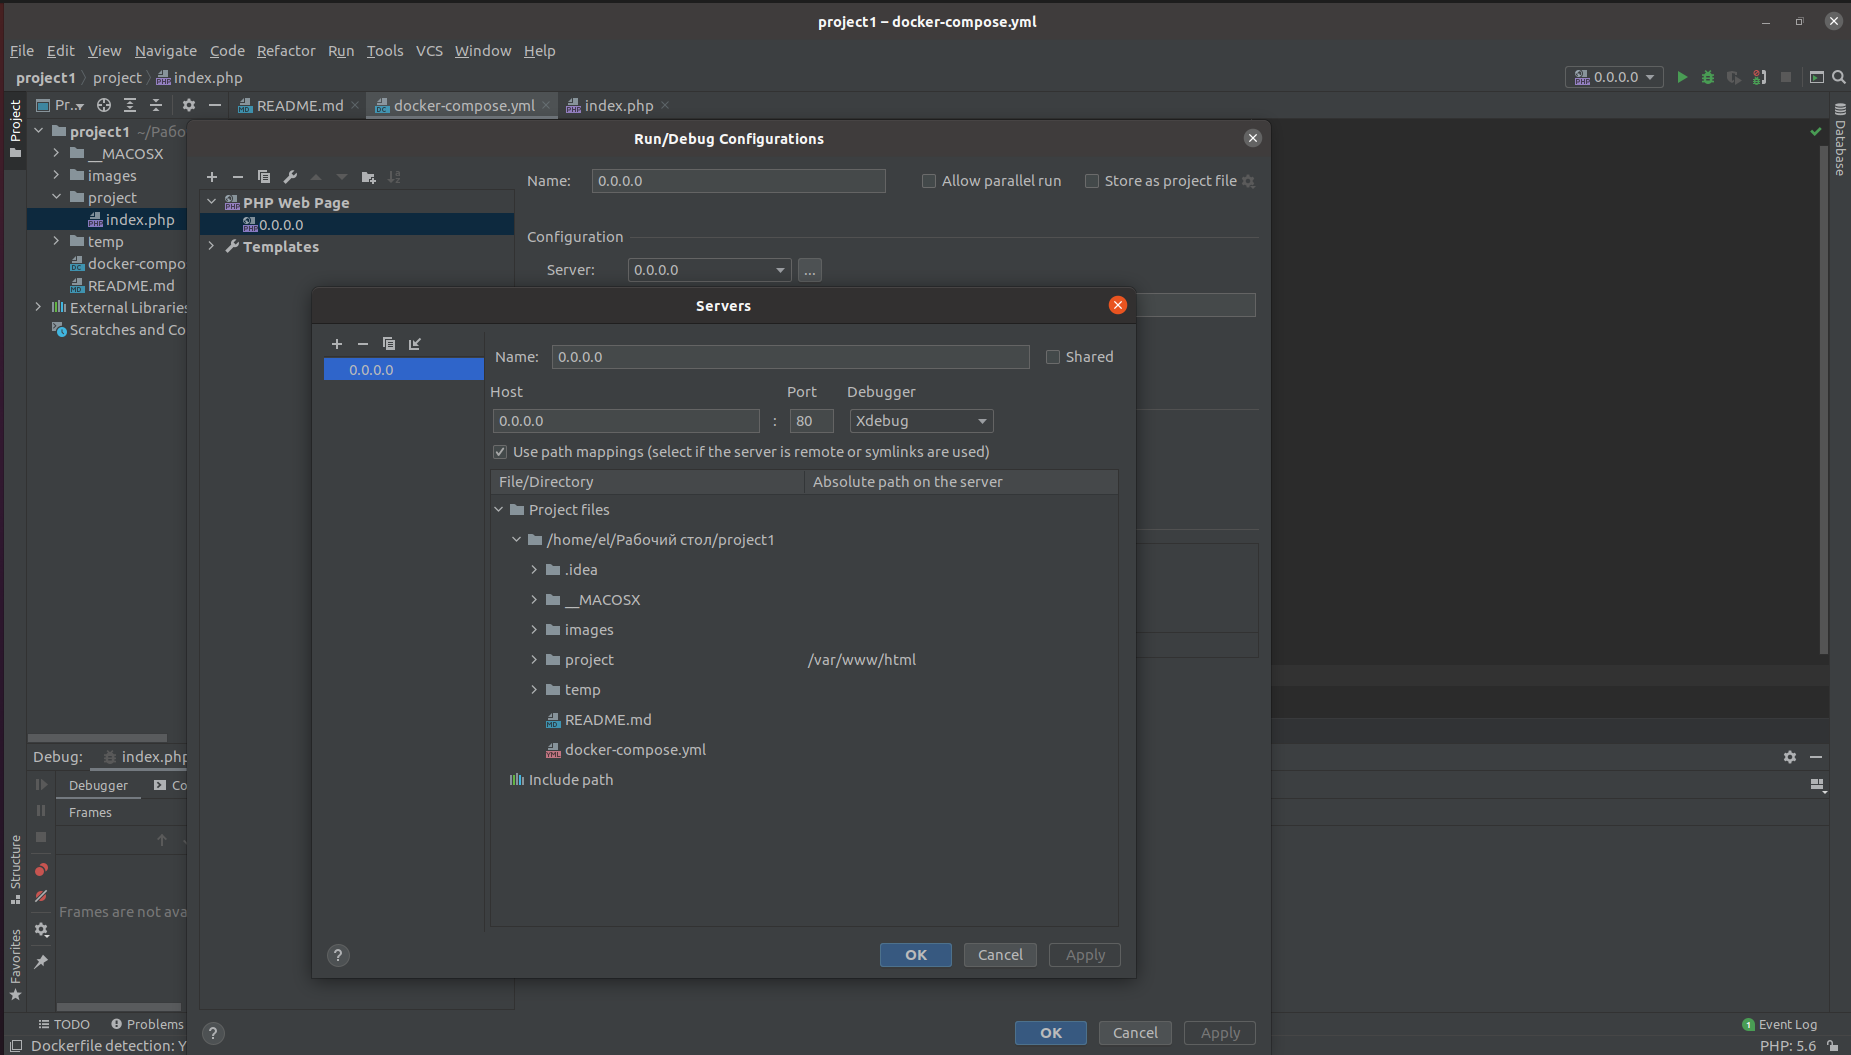 project1 – docker-compose.yml
File Edit View Navigate Code Refactor Run Tools VCS Window Help
project1 project index.php
0.0.0.0
Project
Pr..
README.md
docker-compose.yml
index.php
Database
project1 ~/Рабо
__MACOSX
images
project
index.php
temp
docker-compo
README.md
External Libraries
Scratches and Co
Run/Debug Configurations
PHP Web Page
0.0.0.0
Templates
Name: 0.0.0.0
Allow parallel run
Store as project file
Configuration
Server: 0.0.0.0 ...
Servers
0.0.0.0
Name: 0.0.0.0
Shared
Host Port Debugger
0.0.0.0 : 80 Xdebug
Use path mappings (select if the server is remote or symlinks are used)
File/Directory Absolute path on the server
Project files
/home/el/Рабочий стол/project1
.idea
__MACOSX
images
project /var/www/html
temp
README.md
docker-compose.yml
Include path
? OK Cancel Apply
Debug: index.php
Debugger Co
Frames
Frames are not ava
Structure
Favorites
? OK Cancel Apply
TODO Problems
1 Event Log
Dockerfile detection: Y
PHP: 5.6